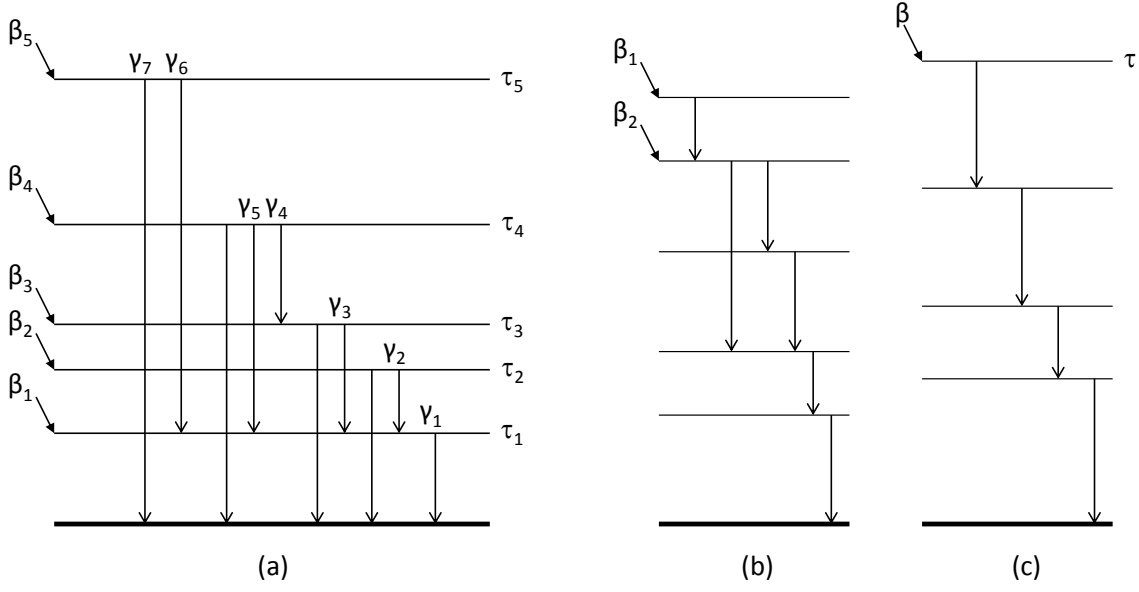 β₅
γ₇ γ₆
τ₅
β₄
γ₅ γ₄
τ₄
β₃
γ₃
τ₃
β₂
γ₂
τ₂
β₁
γ₁
τ₁
(a)
β₁
β₂
(b)
β
τ
(c)